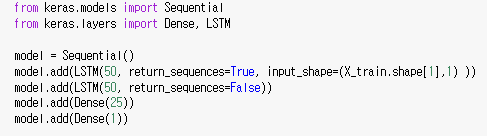 from keras.models import Sequential
from keras.layers import Dense, LSTM
model = Sequential()
model.add(LSTM(50, return_sequences=True, input_shape=(X_train.shape[1],1) ))
model.add(LSTM(50, return_sequences=False))
model.add(Dense(25))
model.add(Dense(1))